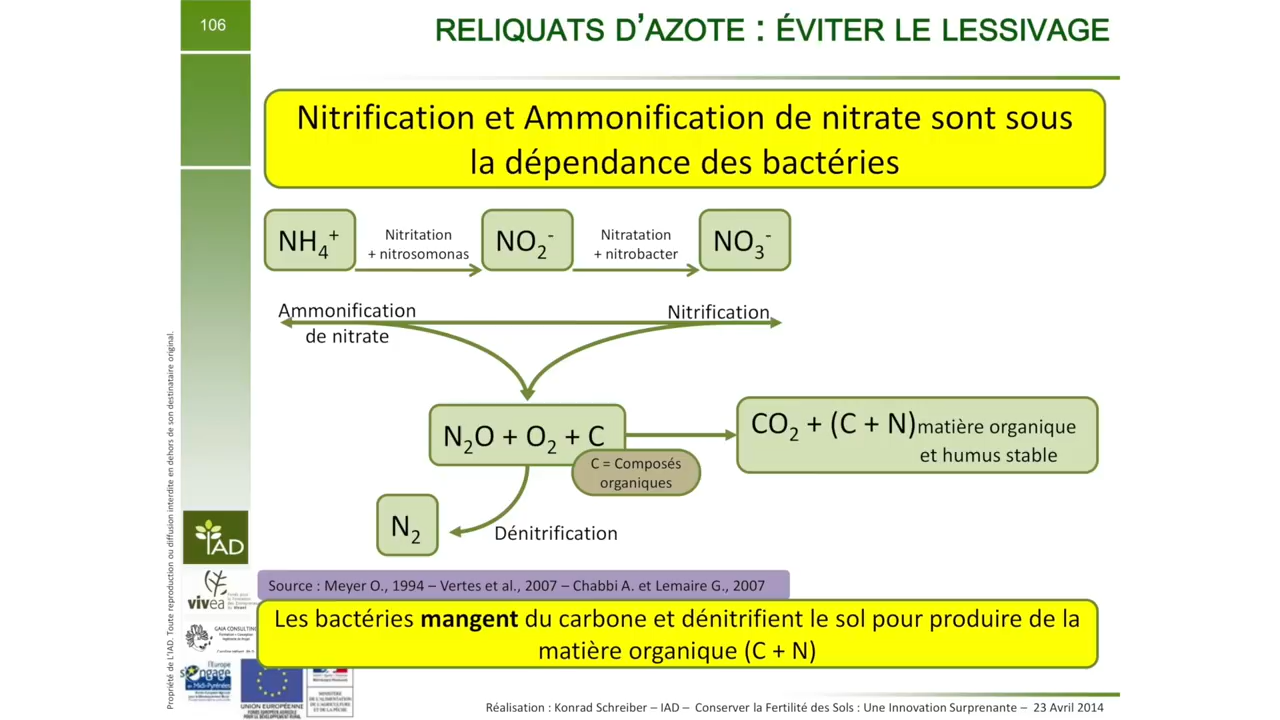 106
RELIQUATS D'AZOTE : ÉVITER LE LESSIVAGE
Nitrification et Ammonification de nitrate sont sous
la dépendance des bactéries
NH₄⁺
Nitritation
+ nitrosomonas
NO₂⁻
Nitratation
+ nitrobacter
NO₃⁻
Ammonification
de nitrate
Nitrification
N₂O + O₂ + C
C = Composés
organiques
CO₂ + (C + N) matière organique
et humus stable
N₂
Dénitrification
Source : Meyer O., 1994 – Vertes et al., 2007 – Chabbi A. et Lemaire G., 2007
Les bactéries mangent du carbone et dénitrifient le sol pour produire de la
matière organique (C + N)
Propriété de L'IAD. Toute reproduction ou diffusion interdite en dehors de son destinataire original.
IAD
vivea
GAIA CONSULTING
l'Europe
s'engage
en Midi-Pyrénées
UNION EUROPÉENNE
Réalisation : Konrad Schreiber – IAD – Conserver la Fertilité des Sols : Une Innovation Surprenante – 23 Avril 2014